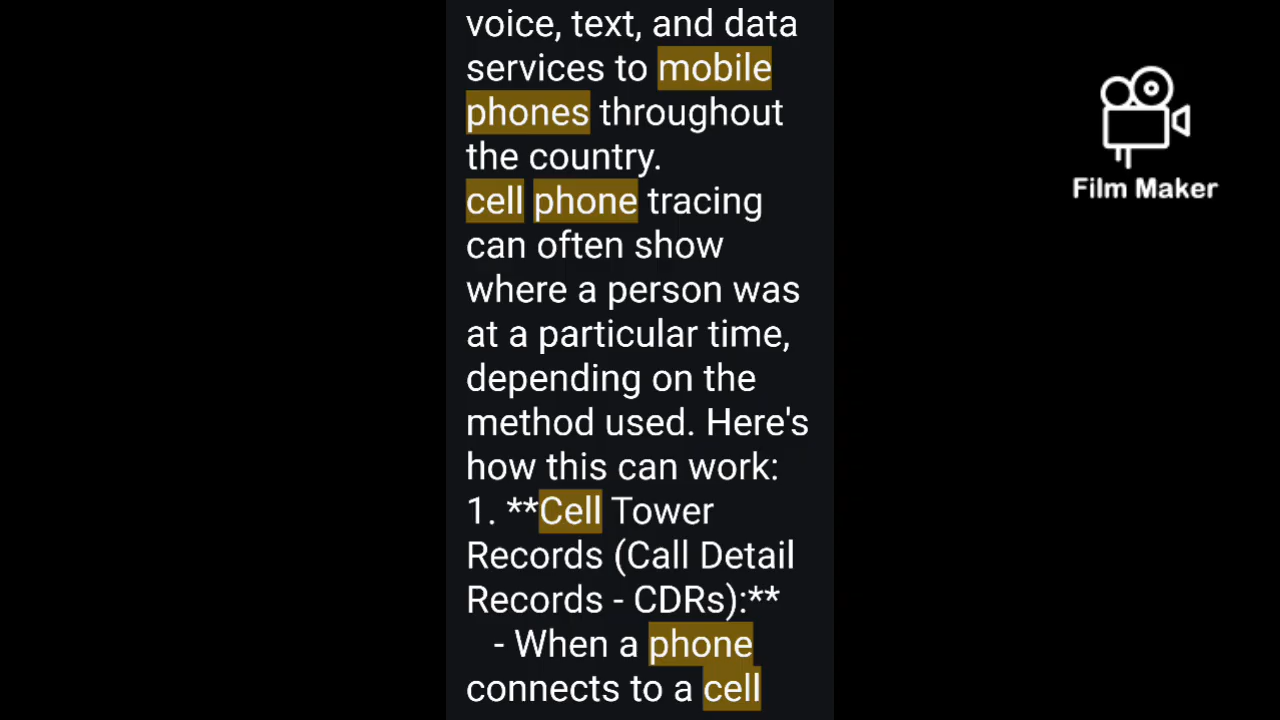 voice, text, and data
services to mobile
phones throughout
the country.
cell phone tracing
can often show
where a person was
at a particular time,
depending on the
method used. Here's
how this can work:
1. **Cell Tower
Records (Call Detail
Records - CDRs):**
- When a phone
connects to a cell
Film Maker